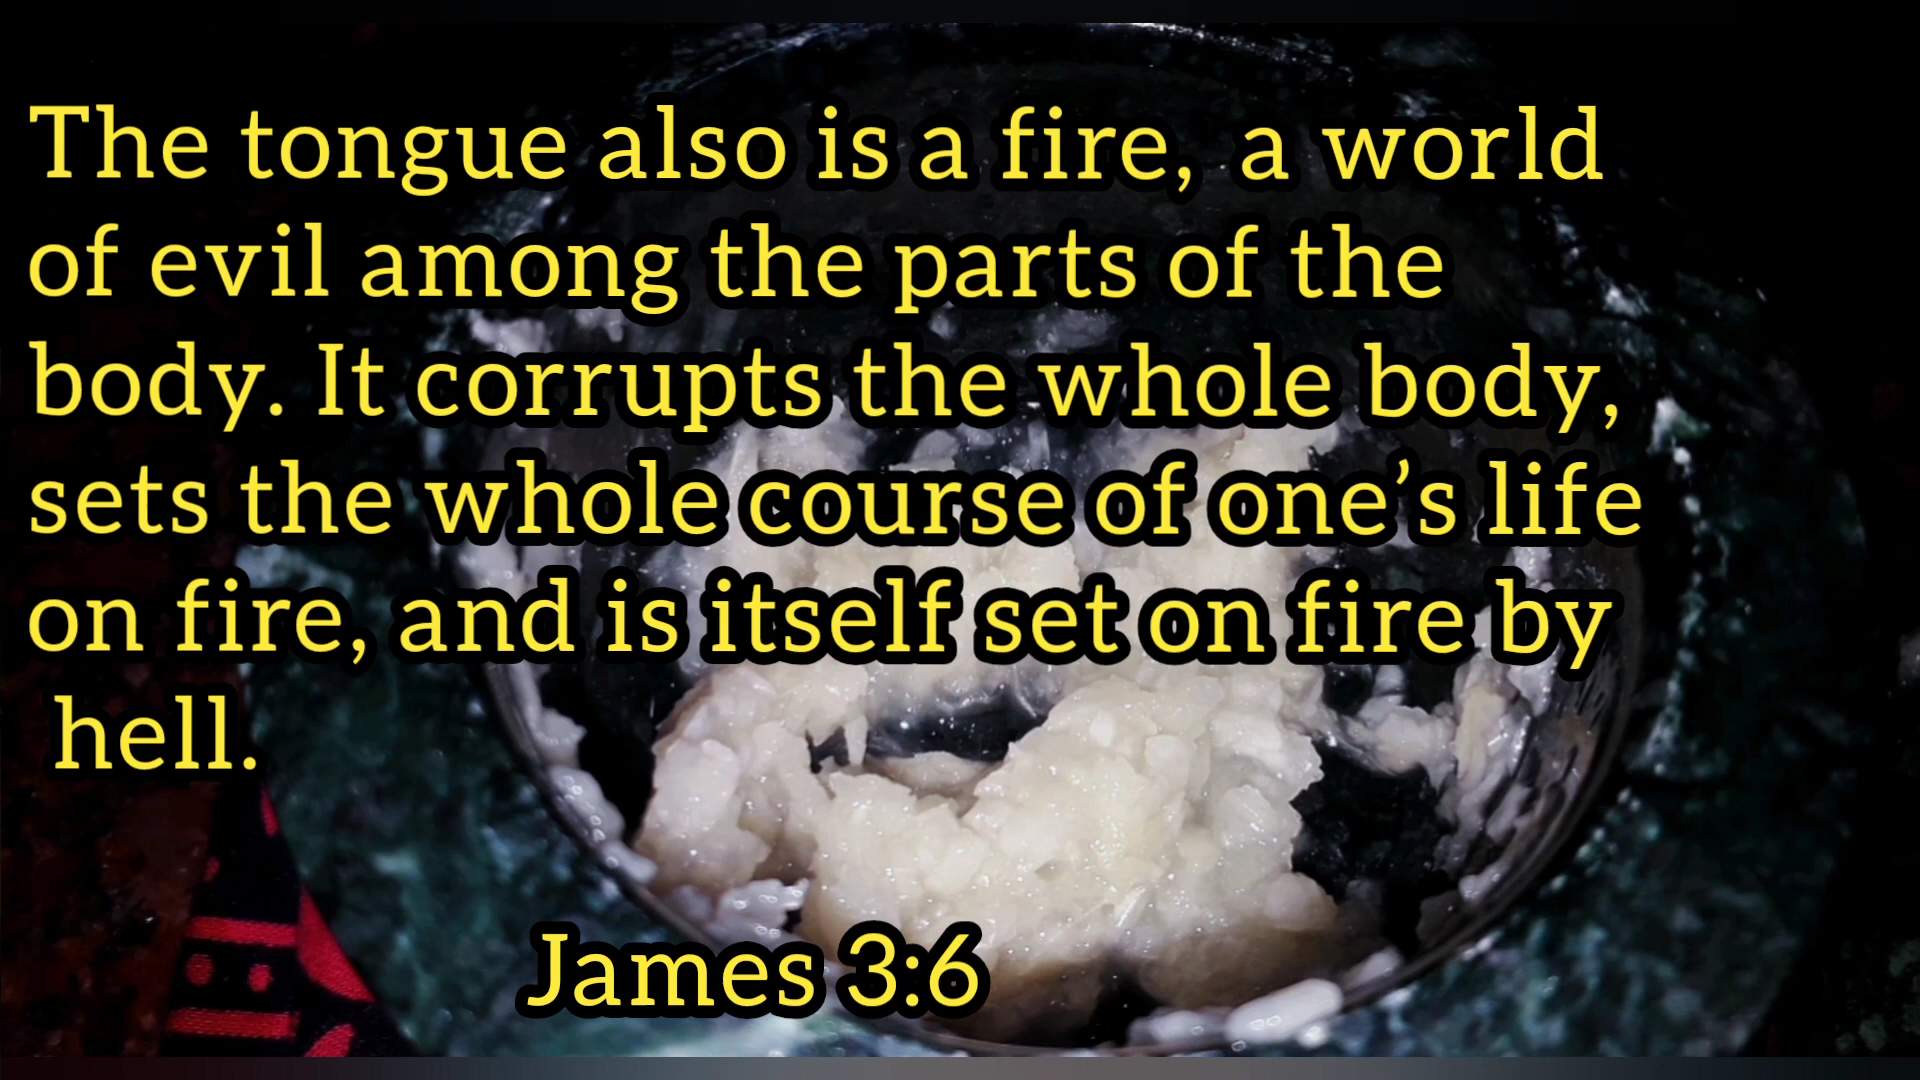 The tongue also is a fire, a world
of evil among the parts of the
body. It corrupts the whole body,
sets the whole course of one’s life
on fire, and is itself set on fire by
hell.
James 3:6